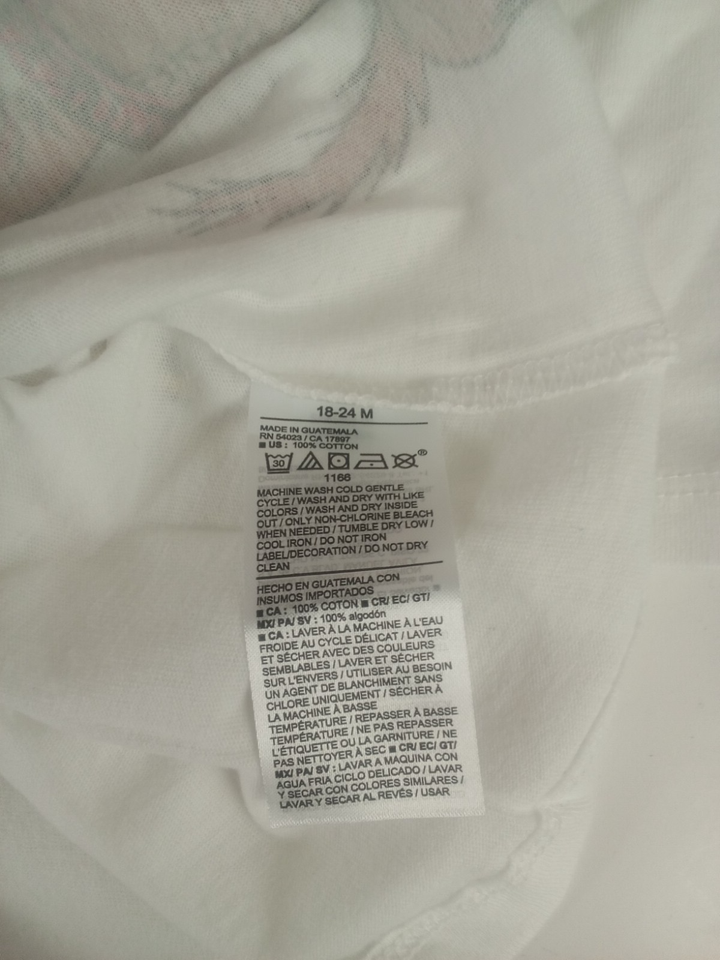 18-24 M
MADE IN GUATEMALA
RN 54023 / CA 17897
■ US : 100% COTTON
30
®
1166
MACHINE WASH COLD GENTLE
CYCLE / WASH AND DRY WITH LIKE
COLORS / WASH AND DRY INSIDE
OUT / ONLY NON-CHLORINE BLEACH
WHEN NEEDED / TUMBLE DRY LOW /
COOL IRON / DO NOT IRON
LABEL/DECORATION / DO NOT DRY
CLEAN
HECHO EN GUATEMALA CON
INSUMOS IMPORTADOS
■ CA : 100% COTON ■ CR/ EC/ GT/
MX/ PA/ SV : 100% algodón
■ CA : LAVER À LA MACHINE À L'EAU
FROIDE AU CYCLE DÉLICAT / LAVER
ET SÉCHER AVEC DES COULEURS
SEMBLABLES / LAVER ET SÉCHER
SUR L'ENVERS / UTILISER AU BESOIN
UN AGENT DE BLANCHIMENT SANS
CHLORE UNIQUEMENT / SÉCHER À
LA MACHINE À BASSE
TEMPÉRATURE / REPASSER À BASSE
TEMPÉRATURE / NE PAS REPASSER
L'ÉTIQUETTE OU LA GARNITURE / NE
PAS NETTOYER À SEC ■ CR/ EC/ GT/
MX/ PA/ SV : LAVAR A MAQUINA CON
AGUA FRIA CICLO DELICADO / LAVAR
Y SECAR CON COLORES SIMILARES /
LAVAR Y SECAR AL REVÉS / USAR